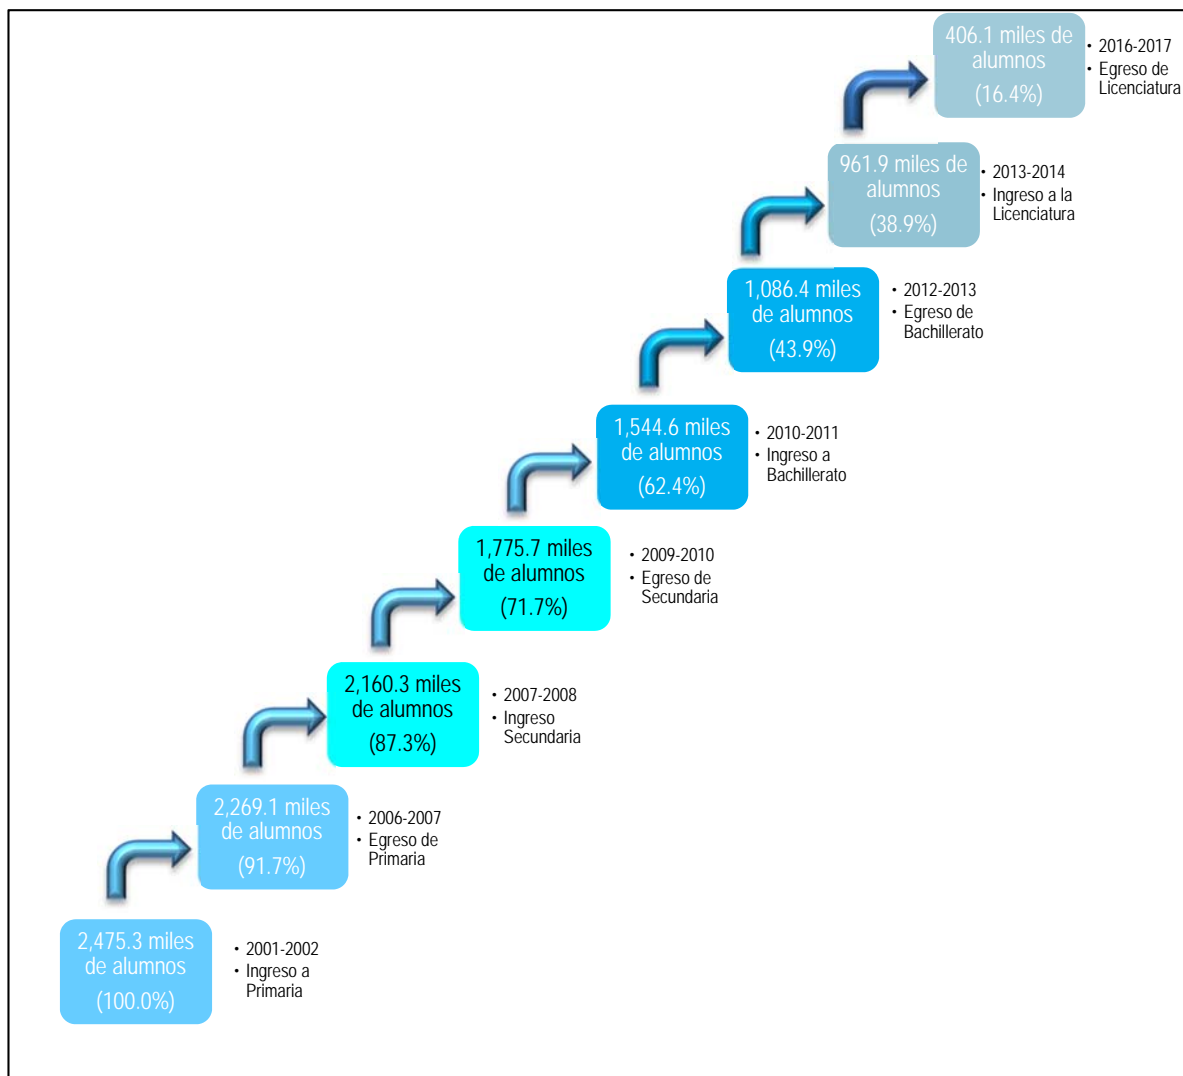 406.1 miles de
alumnos
(16.4%)
• 2016-2017
• Egreso de
Licenciatura
961.9 miles de
alumnos
(38.9%)
• 2013-2014
• Ingreso a la
Licenciatura
1,086.4 miles
de alumnos
(43.9%)
• 2012-2013
• Egreso de
Bachillerato
1,544.6 miles
de alumnos
(62.4%)
• 2010-2011
• Ingreso a
Bachillerato
1,775.7 miles
de alumnos
(71.7%)
• 2009-2010
• Egreso de
Secundaria
2,160.3 miles
de alumnos
(87.3%)
• 2007-2008
• Ingreso
Secundaria
2,269.1 miles
de alumnos
(91.7%)
• 2006-2007
• Egreso de
Primaria
2,475.3 miles
de alumnos
(100.0%)
• 2001-2002
• Ingreso a
Primaria